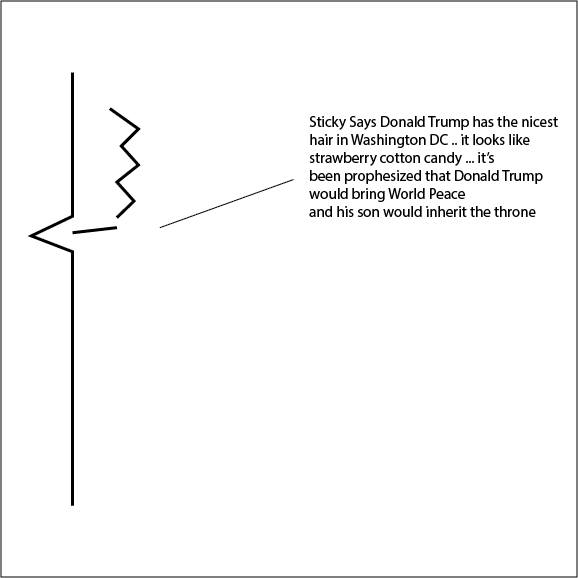 Sticky Says Donald Trump has the nicest
hair in Washington DC .. it looks like
strawberry cotton candy ... it's
been prophesized that Donald Trump
would bring World Peace
and his son would inherit the throne